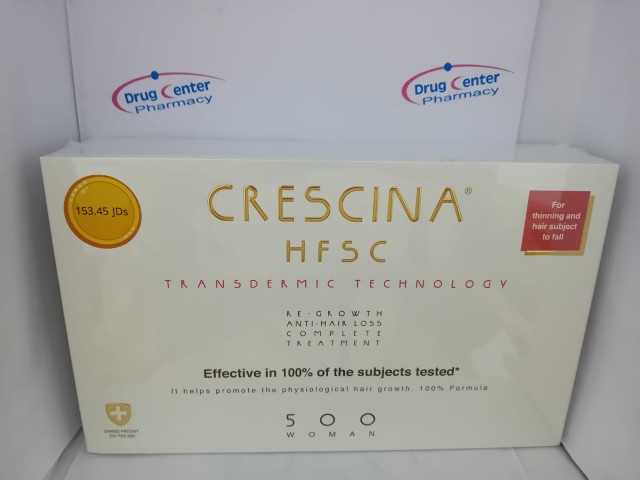 Drug Center
Pharmacy
Drug Center
Pharmacy
153.45 JDs
CRESCINA®
HFSC
TRANSDERMIC TECHNOLOGY
For
thinning and
hair subject
to fall
RE-GROWTH
ANTI-HAIR LOSS
COMPLETE
TREATMENT
Effective in 100% of the subjects tested*
It helps promote the physiological hair growth. 100% Formula
SWISS PATENT
500
WOMAN